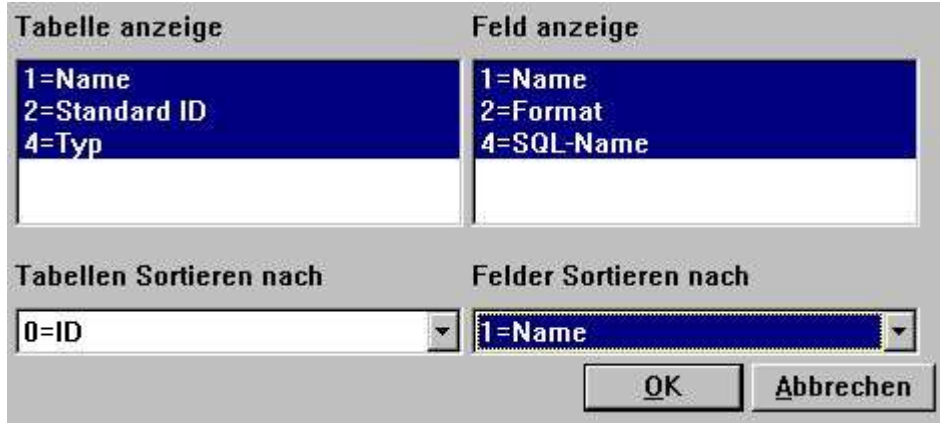 Tabelle anzeige
1=Name
2=Standard ID
4=Typ
Feld anzeige
1=Name
2=Format
4=SQL-Name
Tabellen Sortieren nach
0=ID
Felder Sortieren nach
1=Name
OK
Abbrechen